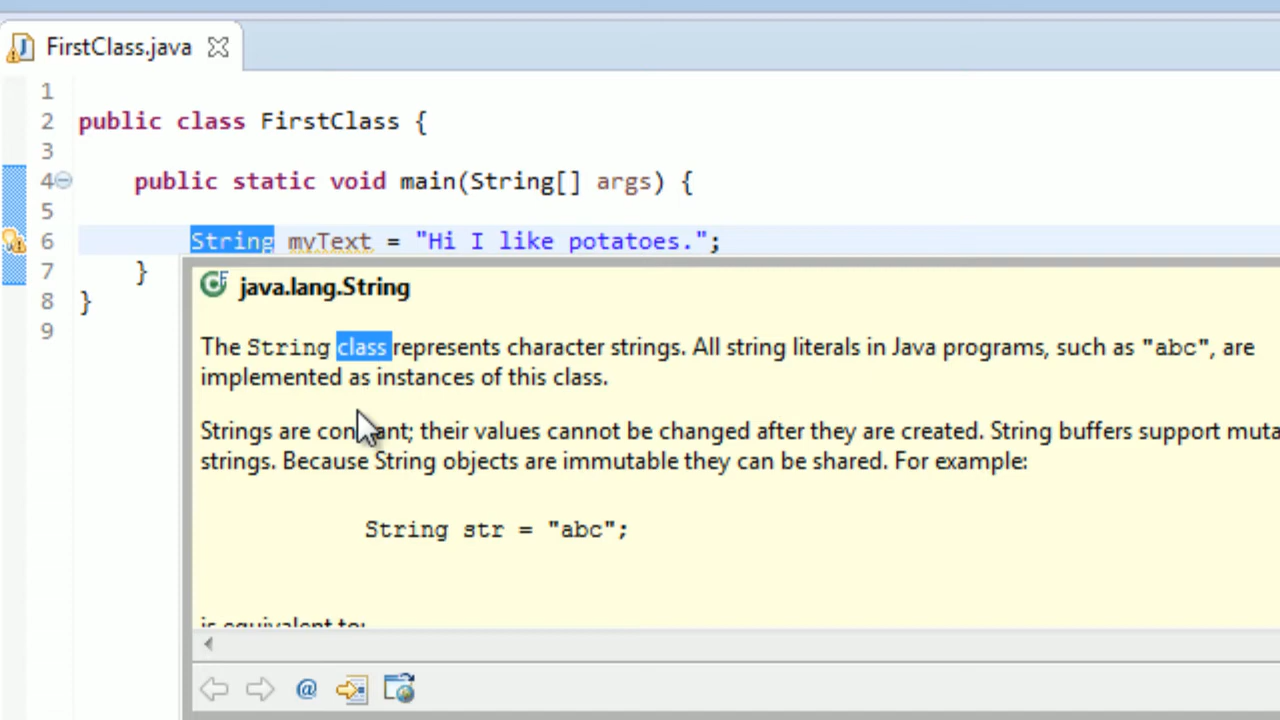 FirstClass.java
1
2 public class FirstClass {
3
4 public static void main(String[] args) {
5
6 String myText = "Hi I like potatoes.";
7 }
8 }
9
java.lang.String
The String class represents character strings. All string literals in Java programs, such as "abc", are
implemented as instances of this class.
Strings are constant; their values cannot be changed after they are created. String buffers support muta
strings. Because String objects are immutable they can be shared. For example:
String str = "abc";
is equivalent to: